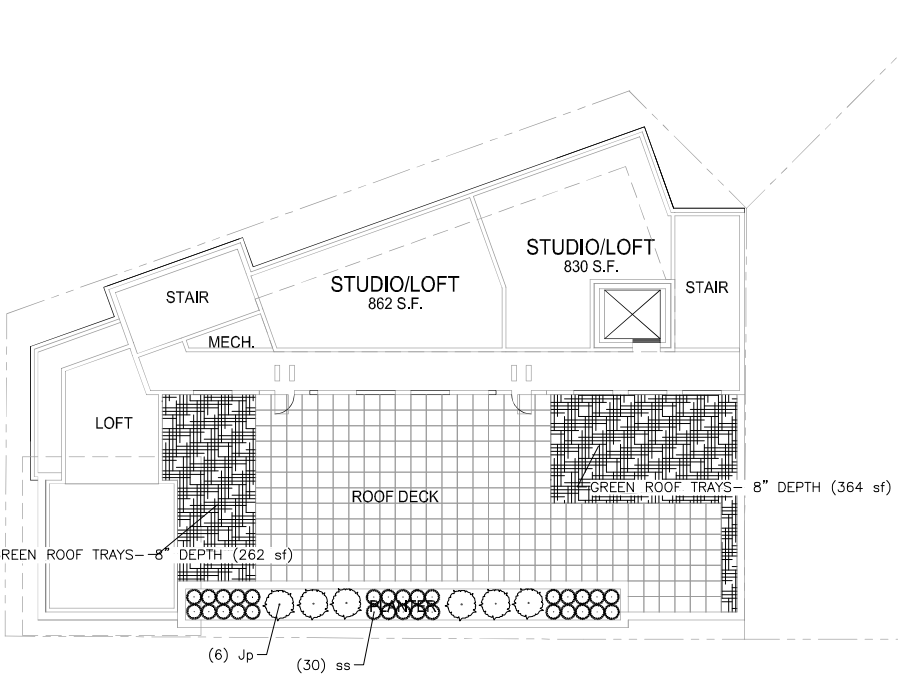 STUDIO/LOFT
830 S.F.
STUDIO/LOFT
862 S.F.
STAIR
STAIR
MECH.
LOFT
ROOF DECK
GREEN ROOF TRAYS- 8" DEPTH (364 sf)
REEN ROOF TRAYS- 8" DEPTH (262 sf)
PLANTER
(6) Jp
(30) ss